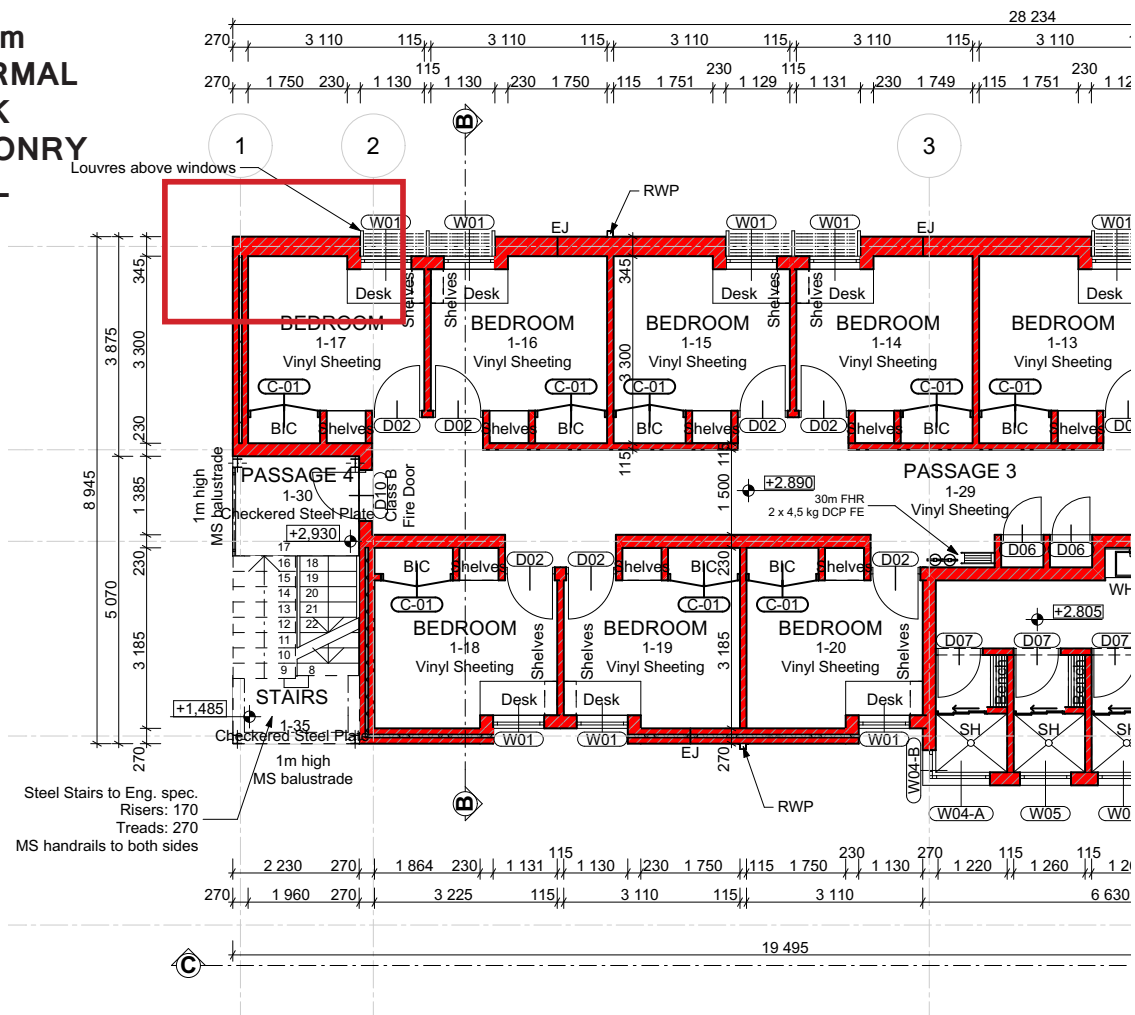 m
RMAL
K
ONRY
L
28 234
270 3 110 115 3 110 115 3 110 115 3 110 115 3 110
115 230 115 230
270 1 750 230 1 130 1 130 230 1 750 115 1 751 1 129 1 131 230 1 749 115 1 751 1 12
B
1 2 3
Louvres above windows
RWP
W01 W01 EJ W01 W01 EJ W01
345 345
Desk Shelves Shelves Desk Desk Shelves Shelves Desk Desk
BEDROOM BEDROOM BEDROOM BEDROOM BEDROOM
1-17 1-16 1-15 1-14 1-13
Vinyl Sheeting Vinyl Sheeting Vinyl Sheeting Vinyl Sheeting Vinyl Sheeting
3 875 3 300 3 300
C-01 C-01 C-01 C-01 C-01
B/C Shelves D02 D02 Shelves B/C B/C Shelves D02 D02 Shelves B/C B/C Shelves
230
8 945
1 385
1m high
MS balustrade
PASSAGE 4
1-30
Checkered Steel Plate
+2,930
D10
Class B
Fire Door
115
1 500 115
+2.890
PASSAGE 3
1-29
Vinyl Sheeting
30m FHR
2 x 4,5 kg DCP FE
D06 D06
WH
17
16 18
15 19
14 20
13 21
12 22
11
10
9 8
5 070
230
3 185
B/C Shelves D02 D02 Shelves B/C 230 B/C Shelves D02
C-01 C-01 C-01
BEDROOM BEDROOM BEDROOM
1-18 1-19 1-20
Vinyl Sheeting Vinyl Sheeting Vinyl Sheeting
Shelves Shelves 3 185
Desk Desk Desk
+2.805
D07 D07 D07
Bench Bench
SH SH SH
STAIRS
1-35
Checkered Steel Plate
+1,485
1m high
MS balustrade
270
W01 W01 EJ 270 W01 W04-B
Steel Stairs to Eng. spec.
Risers: 170
Treads: 270
MS handrails to both sides
B
RWP
W04-A W05
115 230 270 115 115
2 230 270 1 864 230 1 131 1 130 230 1 750 115 1 750 1 130 1 220 1 260 1 26
270 1 960 270 3 225 115 3 110 115 3 110 6 630
19 495
C